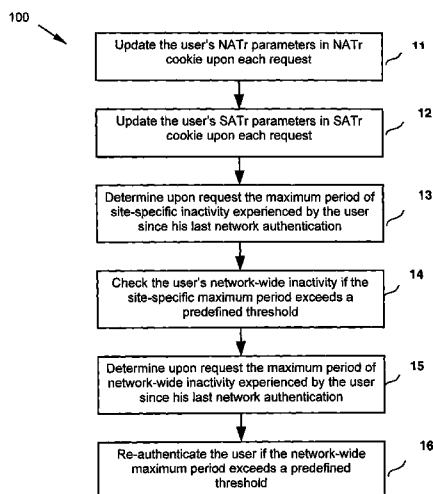 100
Update the user's NATr parameters in NATr
cookie upon each request
11
Update the user's SATr parameters in SATr
cookie upon each request
12
Determine upon request the maximum period of
site-specific inactivity experienced by the user
since his last network authentication
13
Check the user's network-wide inactivity if the
site-specific maximum period exceeds a
predefined threshold
14
Determine upon request the maximum period of
network-wide inactivity experienced by the user
since his last network authentication
15
Re-authenticate the user if the network-wide
maximum period exceeds a predefined
threshold
16